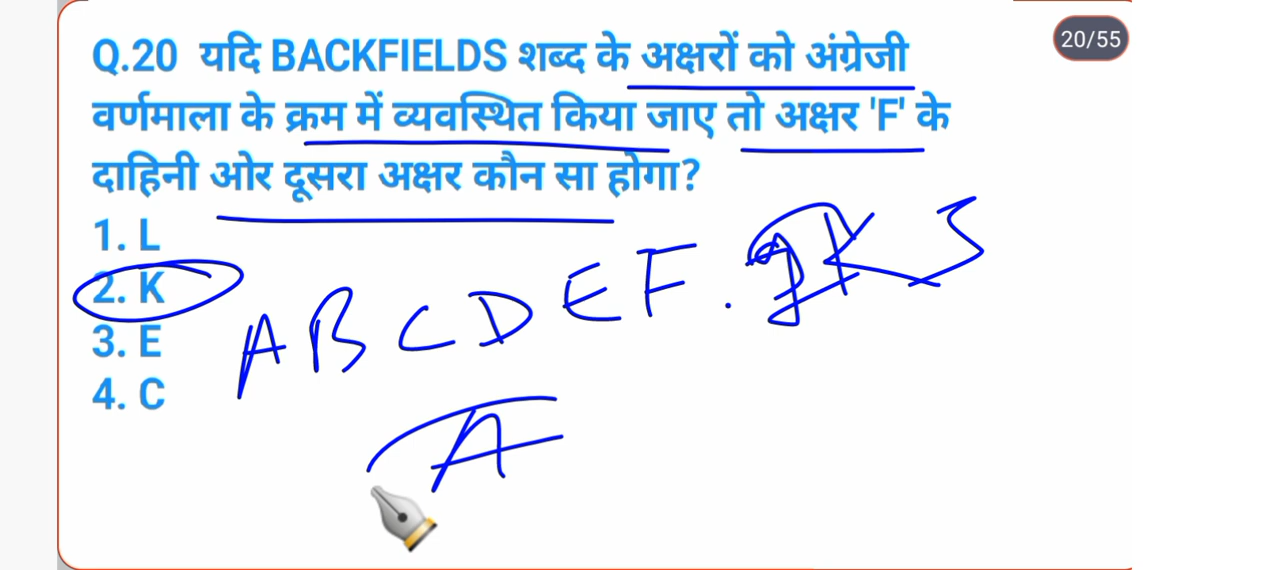 Q.20 यदि BACKFIELDS शब्द के अक्षरों को अंग्रेजी
20/55
वर्णमाला के क्रम में व्यवस्थित किया जाए तो अक्षर 'F' के
दाहिनी ओर दूसरा अक्षर कौन सा होगा?
1. L
2. K
3. E
4. C
A B C D E F . I K L S
A